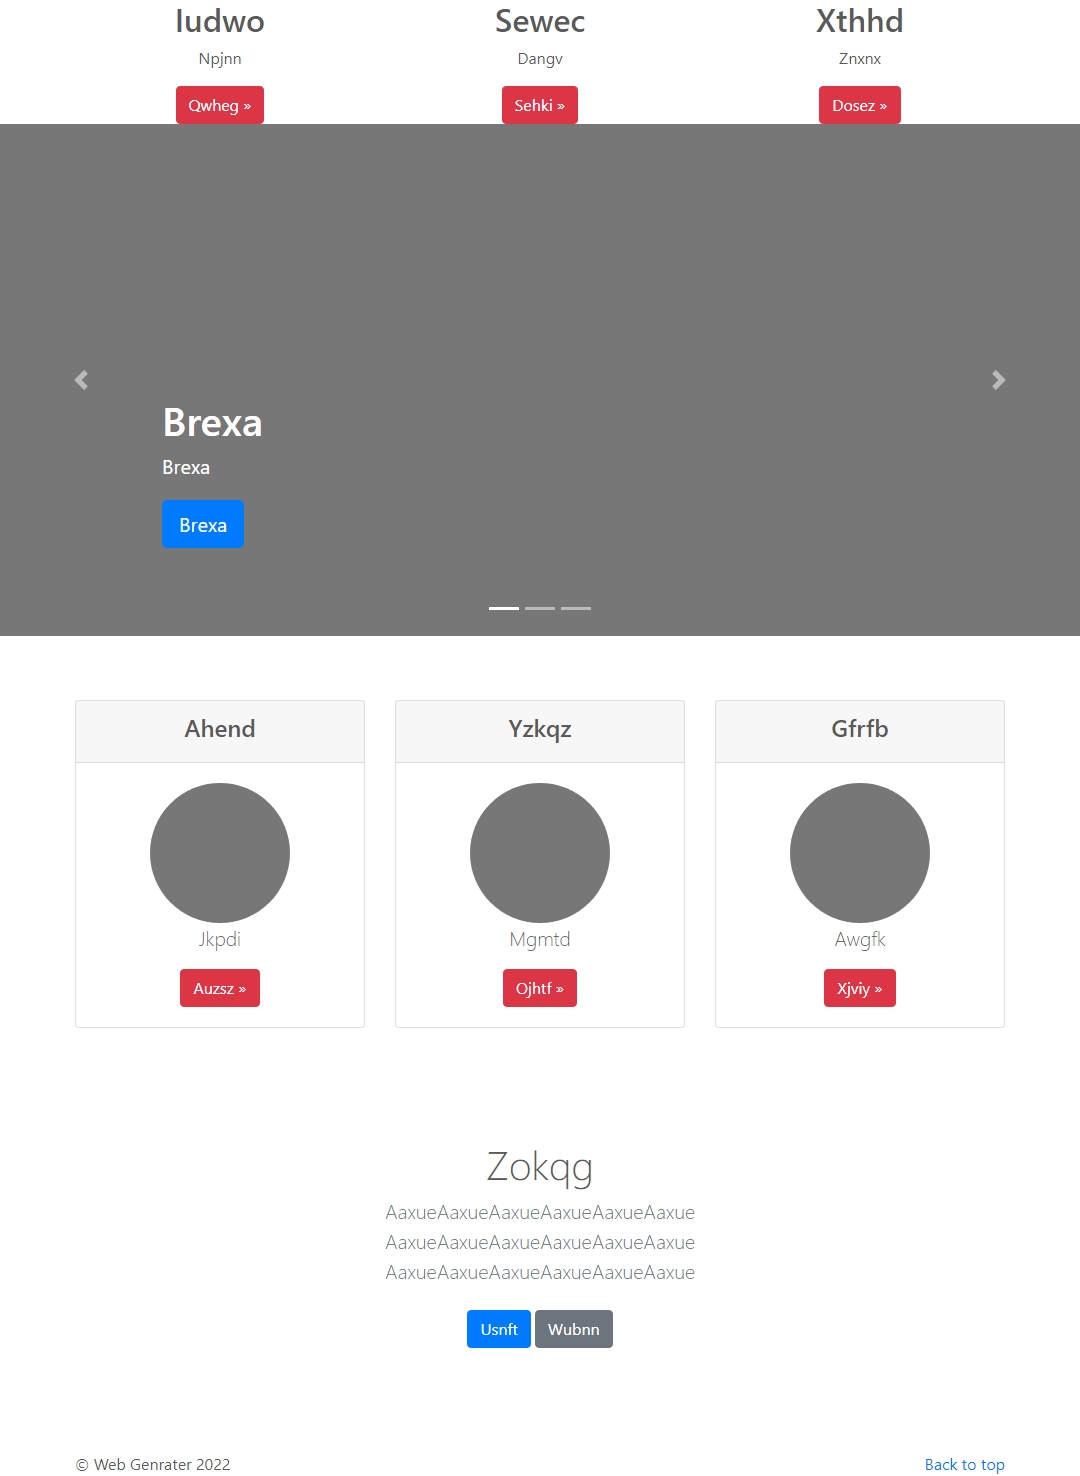 Iudwo
Npjnn
Qwheg »
Sewec
Dangv
Sehki »
Xthhd
Znxnx
Dosez »
Brexa
Brexa
Brexa
Ahend
Jkpdi
Auzsz »
Yzkqz
Mgmtd
Ojhtf »
Gfrfb
Awgfk
Xjviy »
Zokqg
AaxueAaxueAaxueAaxueAaxueAaxue
AaxueAaxueAaxueAaxueAaxueAaxue
AaxueAaxueAaxueAaxueAaxueAaxue
Usnft Wubnn
© Web Genrater 2022
Back to top